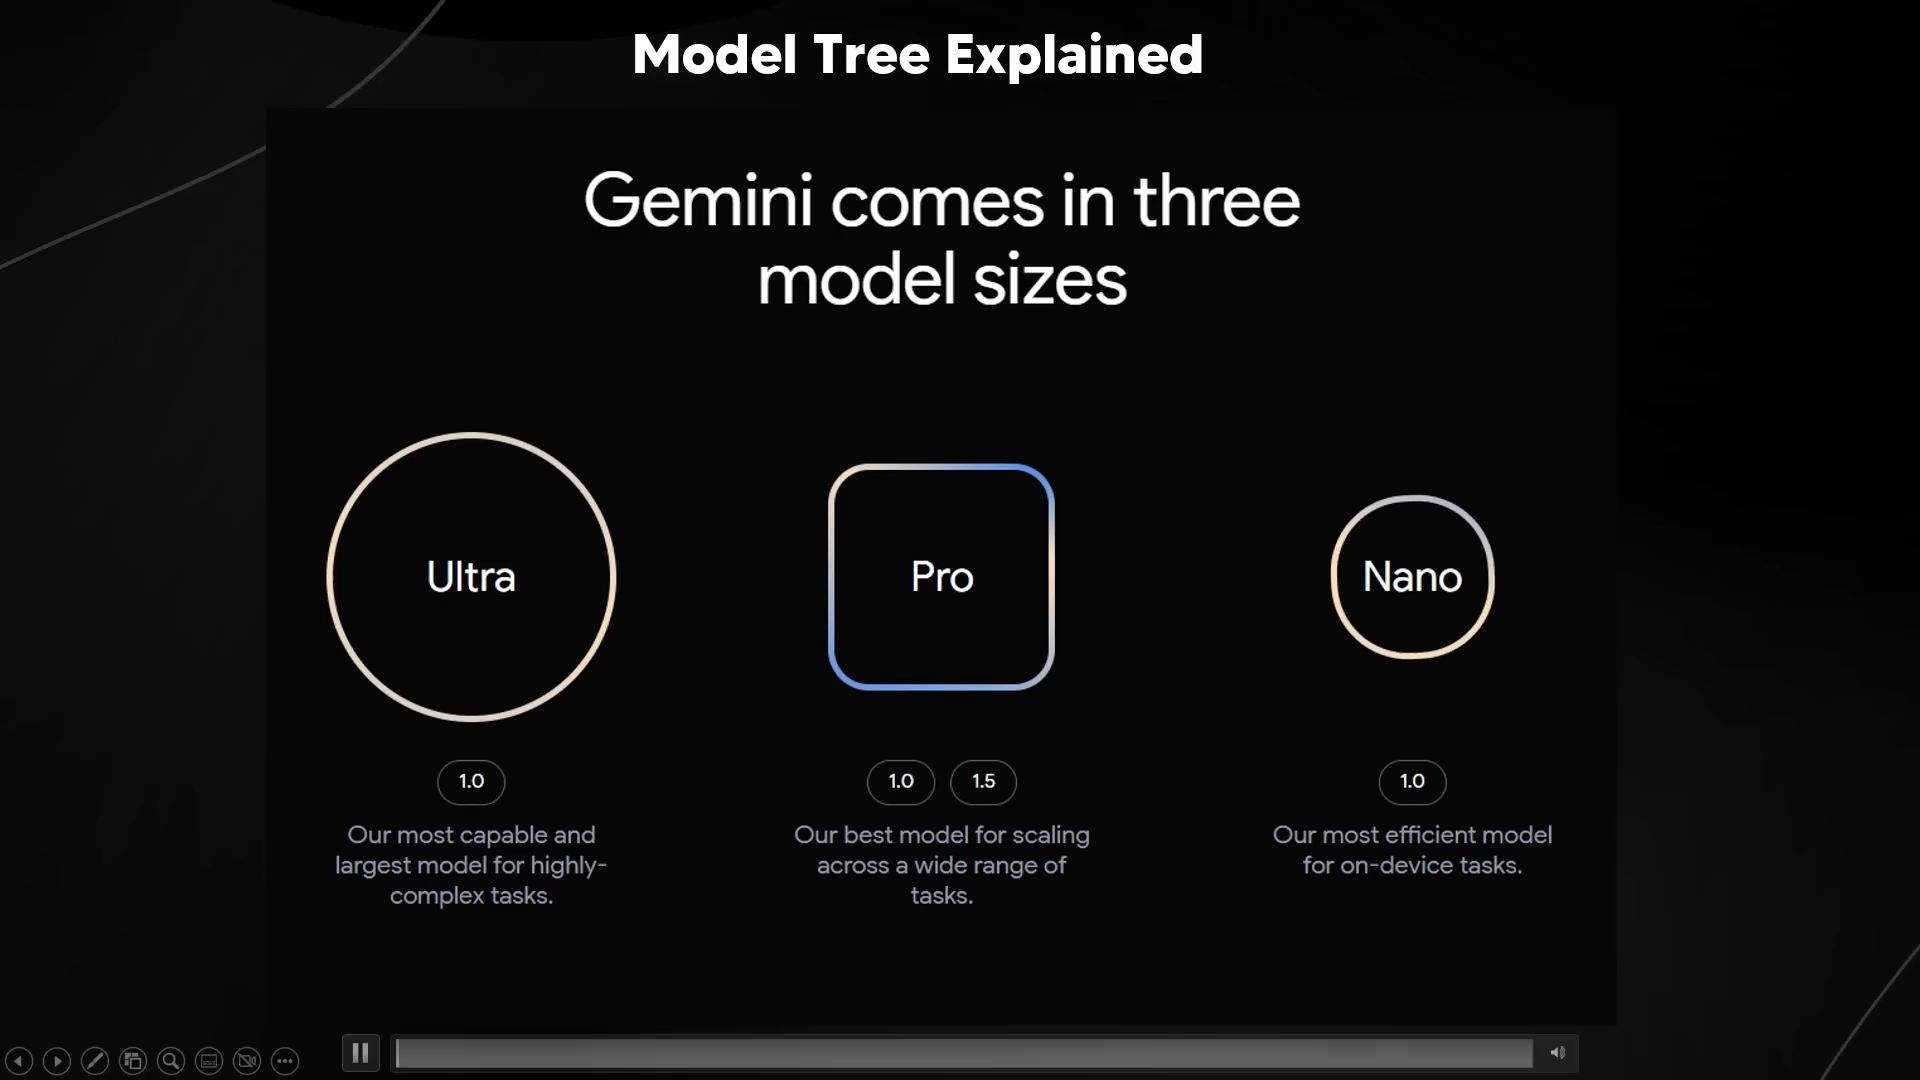 Model Tree Explained
Gemini comes in three
model sizes
Ultra
Pro
Nano
1.0
1.0
1.5
1.0
Our most capable and
largest model for highly-
complex tasks.
Our best model for scaling
across a wide range of
tasks.
Our most efficient model
for on-device tasks.